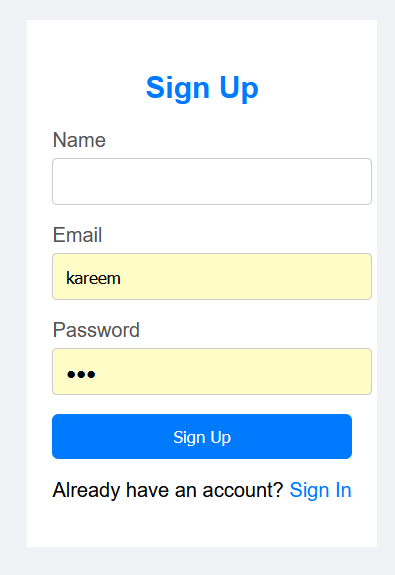 Sign Up
Name
Email
kareem
Password
•••
Sign Up
Already have an account? Sign In